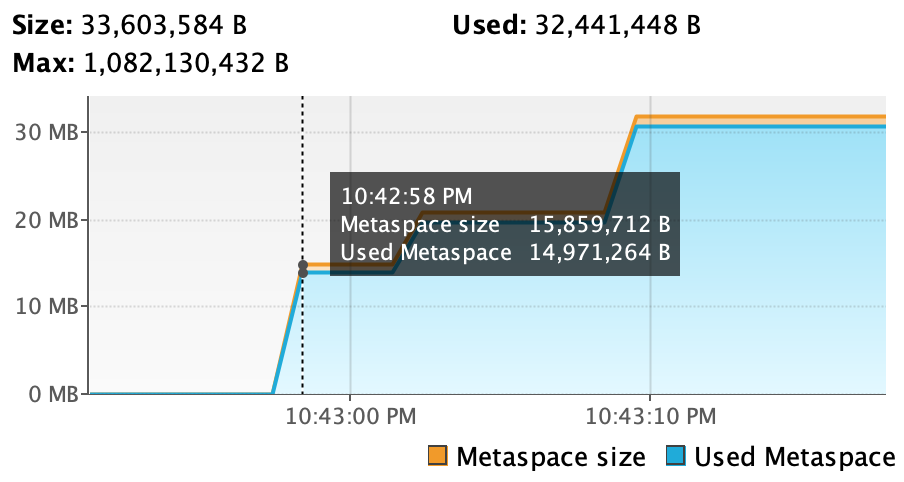 Size: 33,603,584 B Used: 32,441,448 B
Max: 1,082,130,432 B
30 MB
20 MB
10 MB
0 MB
10:42:58 PM
Metaspace size 15,859,712 B
Used Metaspace 14,971,264 B
10:43:00 PM 10:43:10 PM
Metaspace size Used Metaspace